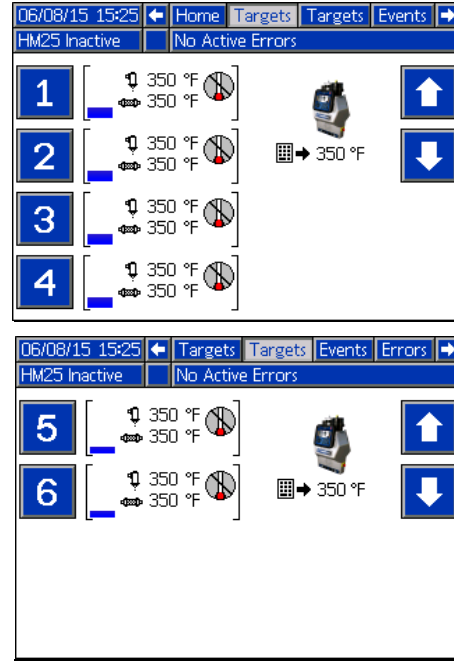 06/08/15 15:25 Home Targets Targets Events
HM25 Inactive No Active Errors
1 350 °F
350 °F
2 350 °F
350 °F
350 °F
3 350 °F
350 °F
4 350 °F
350 °F
06/08/15 15:25 Targets Targets Events Errors
HM25 Inactive No Active Errors
5 350 °F
350 °F
6 350 °F
350 °F
350 °F